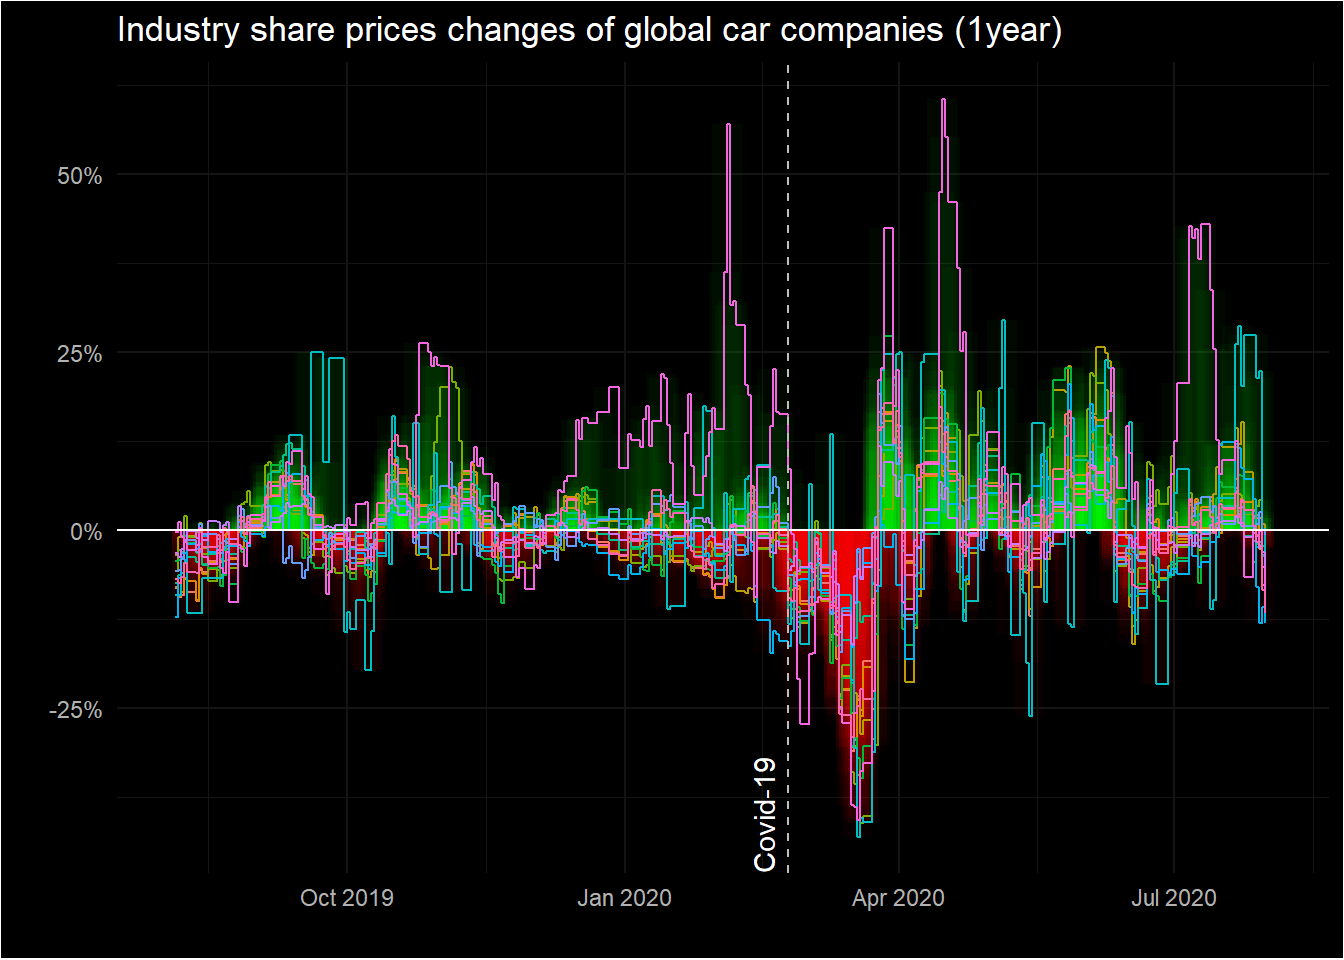 Industry share prices changes of global car companies (1year)
50%
25%
0%
-25%
Covid-19
Oct 2019
Jan 2020
Apr 2020
Jul 2020